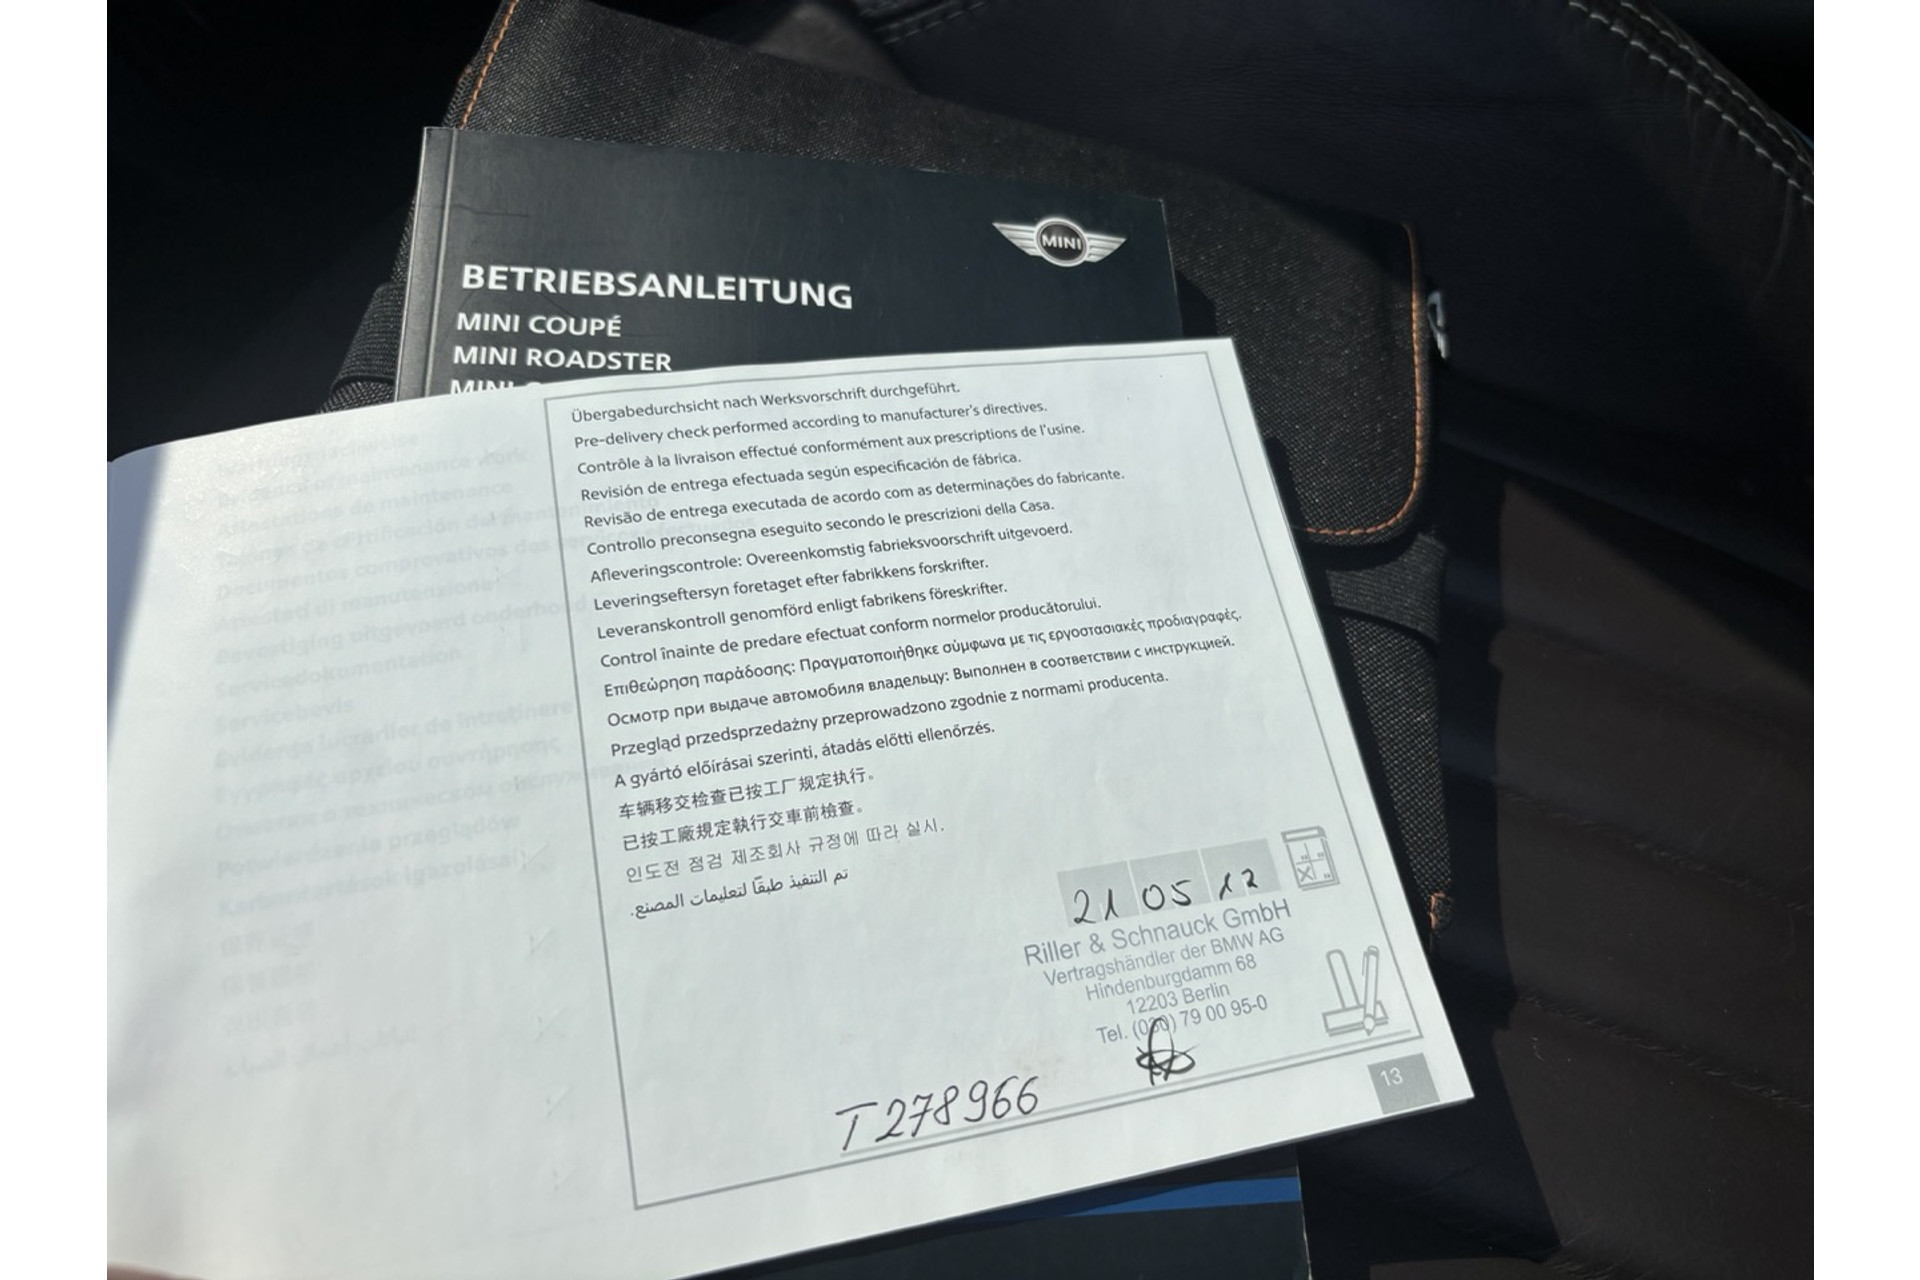 MINI
BETRIEBSANLEITUNG
MINI COUPÉ
MINI ROADSTER
MINI
Übergabedurchsicht nach Werksvorschrift durchgeführt.
Pre-delivery check performed according to manufacturer's directives.
Contrôle à la livraison effectué conformément aux prescriptions de l'usine.
Revisión de entrega efectuada según especificación de fábrica.
Revisão de entrega executada de acordo com as determinações do fabricante.
Controllo preconsegna eseguito secondo le prescrizioni della Casa.
Afleveringscontrole: Overeenkomstig fabrieksvoorschrift uitgevoerd.
Leveringseftersyn foretaget efter fabrikkens forskrifter.
Leveranskontroll genomförd enligt fabrikens föreskrifter.
Control înainte de predare efectuat conform normelor producătorului.
Επιθεώρηση παράδοσης: Πραγματοποιήθηκε σύμφωνα με τις εργοστασιακές προδιαγραφές.
Осмотр при выдаче автомобиля владельцу: Выполнен в соответствии с инструкцией.
Przegląd przedsprzedażny przeprowadzono zgodnie z normami producenta.
A gyártó előírásai szerinti, átadás előtti ellenőrzés.
车辆移交检查已按工厂规定执行。
已按工廠規定執行交車前檢查。
인도전 점검 제조회사 규정에 따라 실시.
تم التنفيذ طبقًا لتعليمات المصنع.
21 05 12
Riller & Schnauck GmbH
Vertragshändler der BMW AG
Hindenburgdamm 68
12203 Berlin
Tel. (030) 79 00 95-0
T278966
13